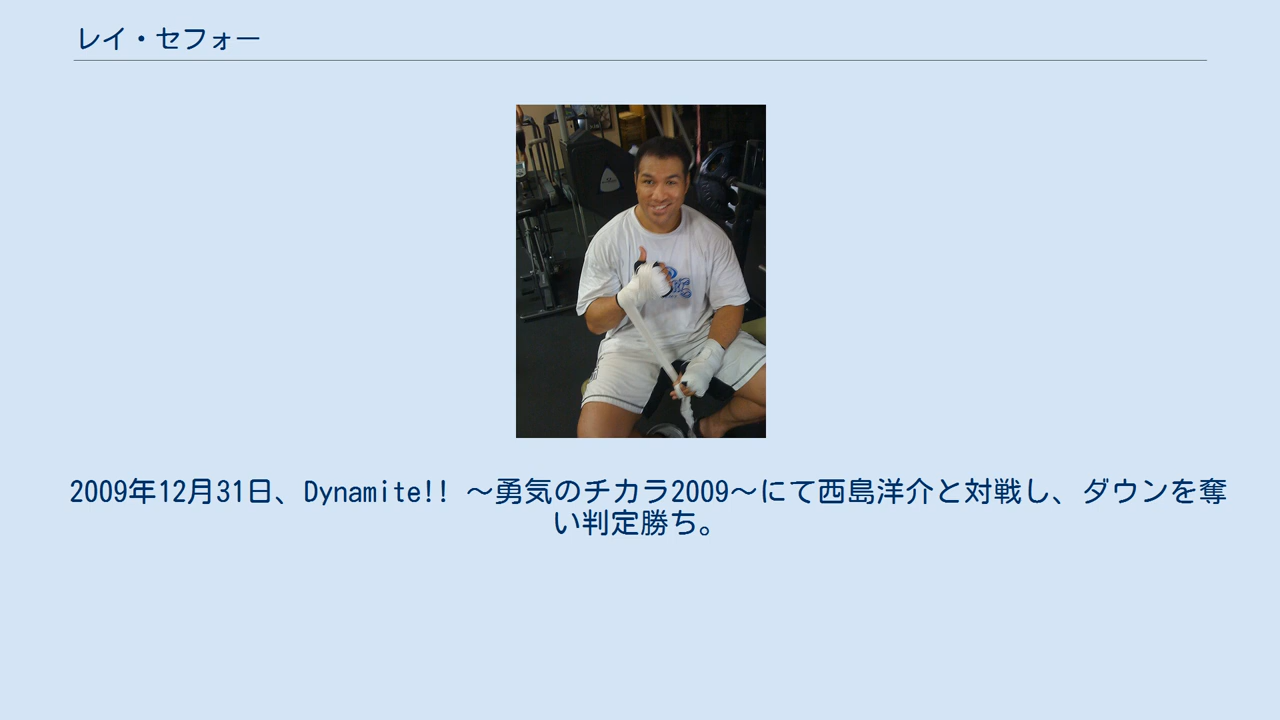 レイ・セフォー
2009年12月31日、Dynamite!! 〜勇気のチカラ2009〜にて西島洋介と対戦し、ダウンを奪
い判定勝ち。